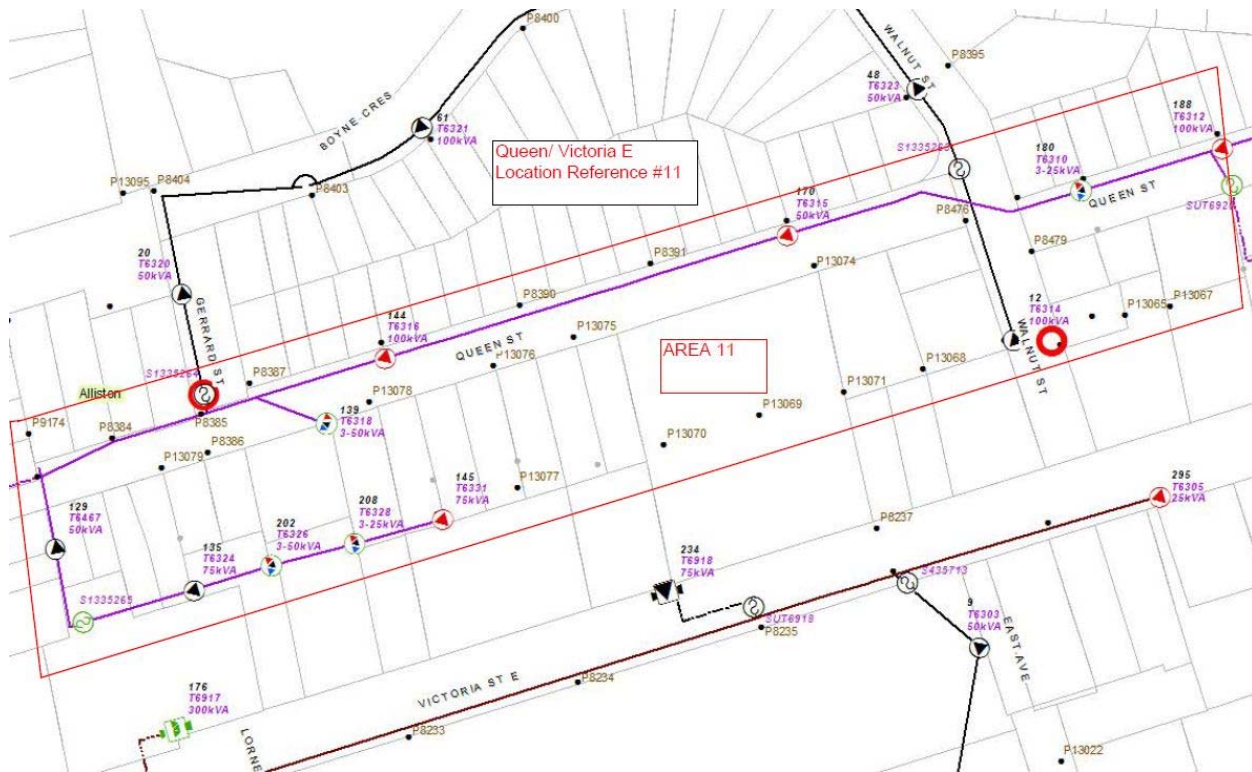 P8400
WALNUT ST
P8395
48
T6323
50kVA
188
T6312
100kVA
BOYNE CRES
61
T6321
100kVA
Queen/ Victoria E
Location Reference #11
S1335263
180
T6310
3-25kVA
QUEEN ST
SUT6920
P13095
P8404
P8403
170
T6315
50kVA
P8476
P8479
20
T6320
50kVA
P8391
P13074
GERRARD ST
P8390
12
T6314
100kVA
P13065
P13067
144
T6316
100kVA
QUEEN ST
P13075
AREA 11
WALNUT ST
P13076
P13068
S1335264
P8387
Alliston
P13078
P13071
P9174
P8384
P8385
139
T6318
3-50kVA
P13069
P8386
P13070
P13079
145
T6331
75kVA
P13077
295
T6305
25kVA
129
T6467
50kVA
208
T6328
3-25kVA
202
T6326
3-50kVA
135
T6324
75kVA
P8237
234
T6918
75kVA
S435713
S1335265
SUT6918
P8235
9
T6303
50kVA
EAST AVE
P8234
VICTORIA ST E
176
T6917
300kVA
LORNE
P8233
P13022